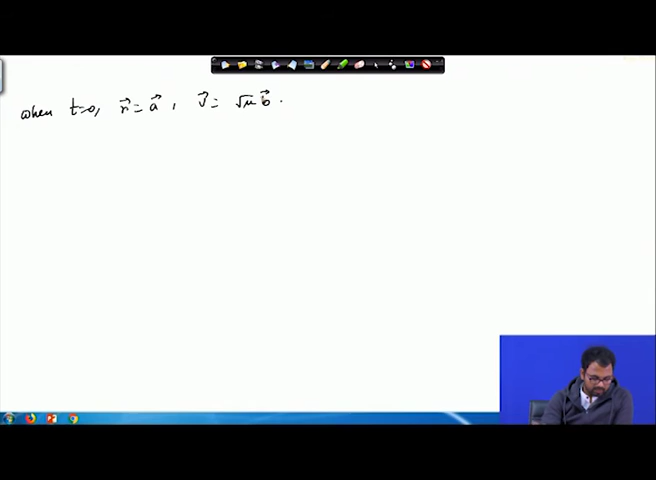 when t=0, r⃗ = a⃗ , v⃗ = √μ b⃗ .